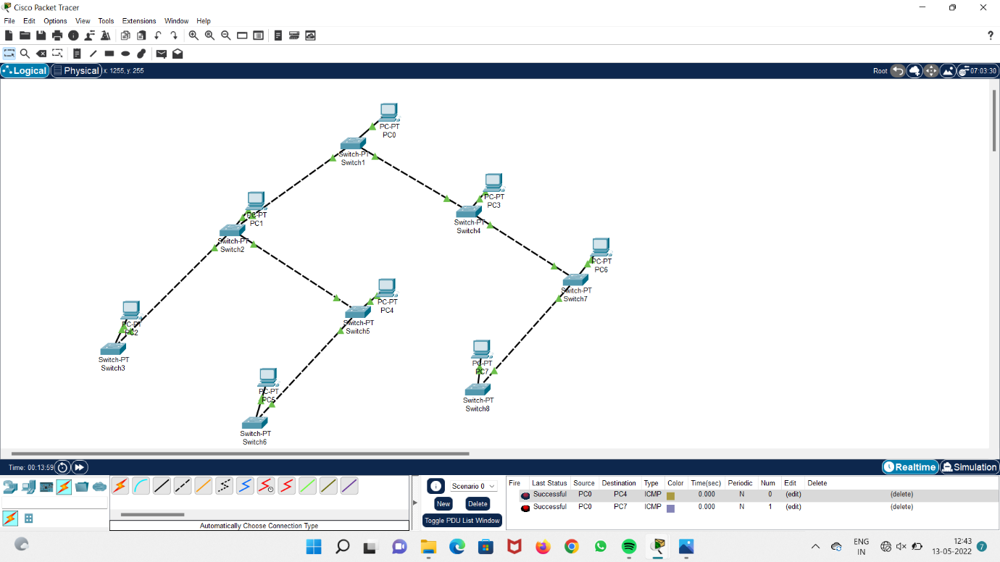 Cisco Packet Tracer
File Edit Options View Tools Extensions Window Help
?
Logical Physical x: 1255, y: 255 Root 07:03:30
PC-PT
PC0
Switch-PT
Switch1
PC-PT
PC3
Switch-PT
Switch4
PC-PT
PC1
Switch-PT
Switch2
PC-PT
PC6
Switch-PT
Switch7
PC-PT
PC4
Switch-PT
Switch5
PC-PT
PC2
Switch-PT
Switch3
PC-PT
PC7
Switch-PT
Switch8
PC-PT
PC5
Switch-PT
Switch6
Time: 00:13:59 Realtime Simulation
Scenario 0
New Delete
Toggle PDU List Window
Fire Last Status Source Destination Type Color Time(sec) Periodic Num Edit Delete
Successful PC0 PC4 ICMP 0.000 N 0 (edit) (delete)
Successful PC0 PC7 ICMP 0.000 N 1 (edit) (delete)
Automatically Choose Connection Type
ENG
IN
12:43
13-05-2022
7